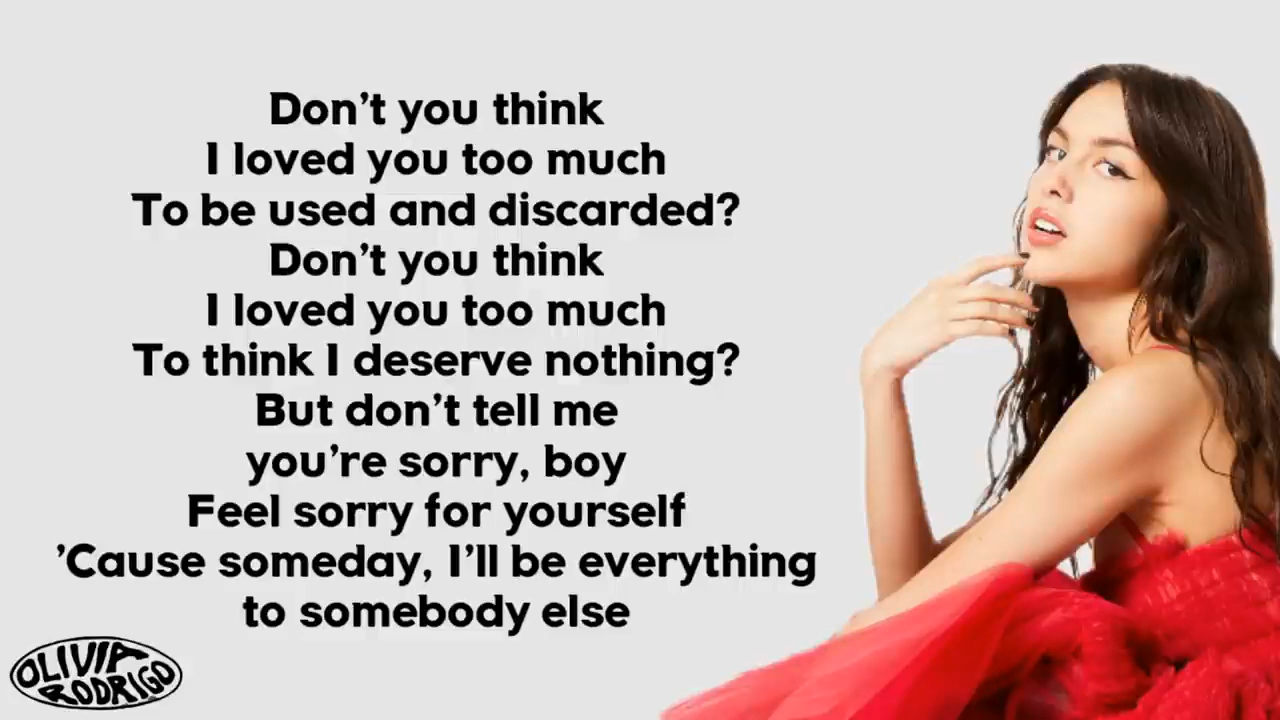 Don't you think
I loved you too much
To be used and discarded?
Don't you think
I loved you too much
To think I deserve nothing?
But don't tell me
you're sorry, boy
Feel sorry for yourself
'Cause someday, I'll be everything
to somebody else
OLIVIA
RODRIGO